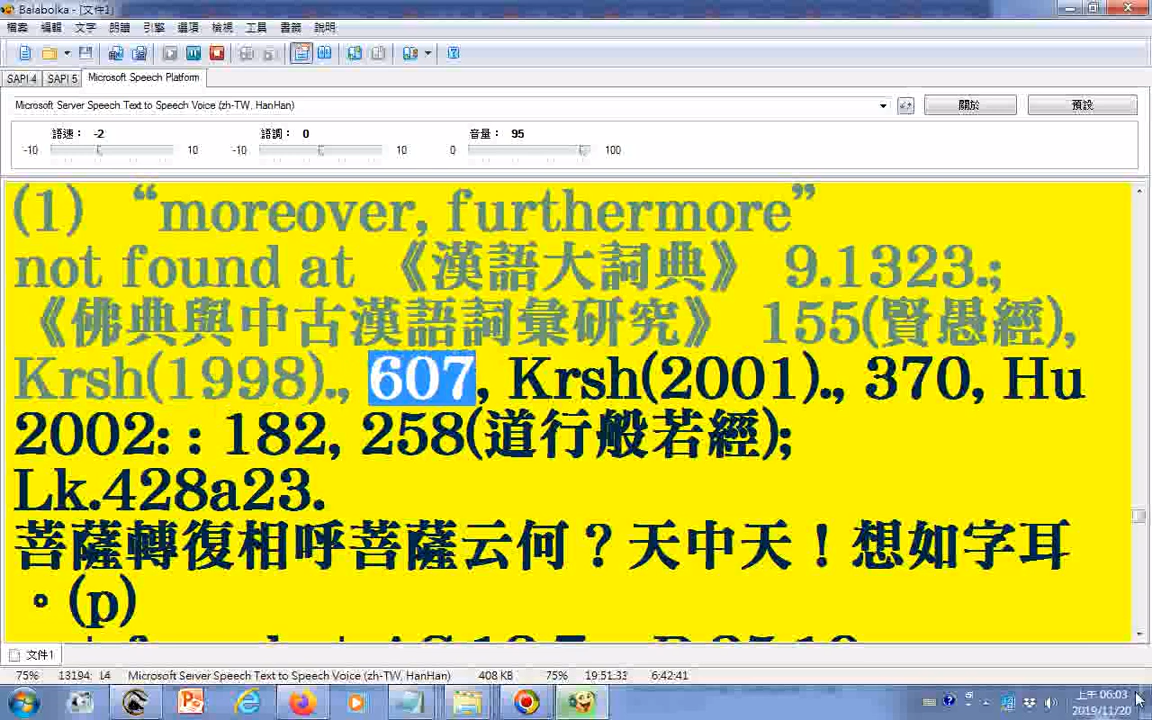 Balabolka - [文件1]
檔案 編輯 文字 朗讀 引擎 選項 檢視 工具 書籤 說明
SAPI 4 SAPI 5 Microsoft Speech Platform
Microsoft Server Speech Text to Speech Voice (zh-TW, HanHan) 關於 預設
語速： -2 語調： 0 音量： 95
-10 10 -10 10 0 100
(1) “moreover, furthermore”
not found at 《漢語大詞典》 9.1323.;
《佛典與中古漢語詞彙研究》 155(賢愚經),
Krsh(1998)., 607, Krsh(2001)., 370, Hu
2002: : 182, 258(道行般若經);
Lk.428a23.
菩薩轉復相呼菩薩云何？天中天！想如字耳
。(p)
文件1
75% 13194: 14 Microsoft Server Speech Text to Speech Voice (zh-TW, HanHan) 408 KB 75% 19:51:33 6:42:41
上午 06:03
2019/11/20